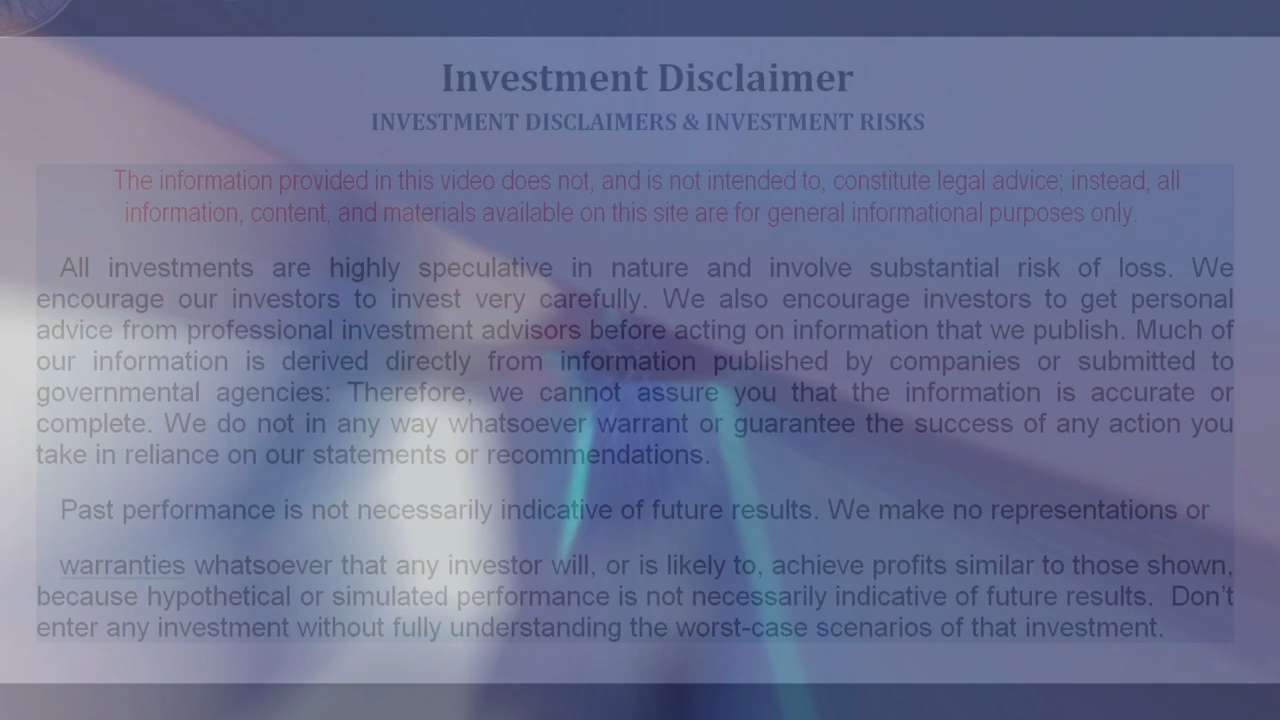 Investment Disclaimer
INVESTMENT DISCLAIMERS & INVESTMENT RISKS
The information provided in this video does not, and is not intended to, constitute legal advice; instead, all
information, content, and materials available on this site are for general informational purposes only.
All investments are highly speculative in nature and involve substantial risk of loss. We
encourage our investors to invest very carefully. We also encourage investors to get personal
advice from professional investment advisors before acting on information that we publish. Much of
our information is derived directly from information published by companies or submitted to
governmental agencies: Therefore, we cannot assure you that the information is accurate or
complete. We do not in any way whatsoever warrant or guarantee the success of any action you
take in reliance on our statements or recommendations.
Past performance is not necessarily indicative of future results. We make no representations or
warranties whatsoever that any investor will, or is likely to, achieve profits similar to those shown,
because hypothetical or simulated performance is not necessarily indicative of future results. Don't
enter any investment without fully understanding the worst-case scenarios of that investment.